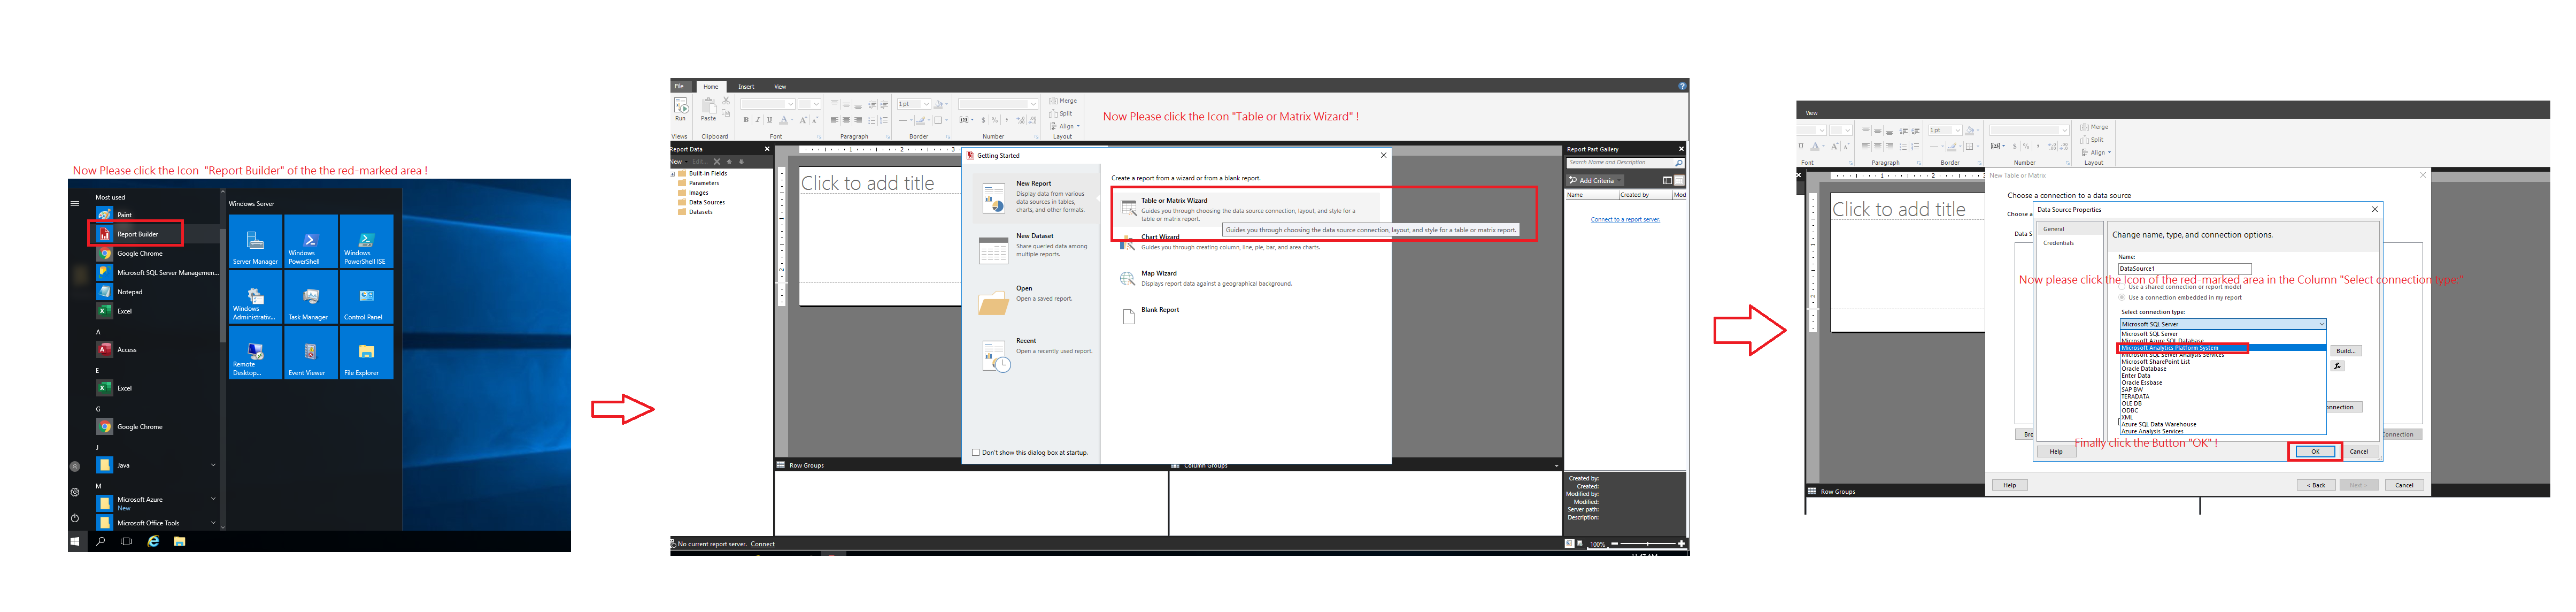 Now Please click the Icon "Report Builder" of the the red-marked area !
Most used
Paint
Report Builder
Google Chrome
Microsoft SQL Server Managemen...
Notepad
Excel
A
Access
E
Excel
G
Google Chrome
J
Java
M
Microsoft Azure
New
Microsoft Office Tools
Windows Server
Server Manager
Windows PowerShell
Windows PowerShell ISE
Windows Administrativ...
Task Manager
Control Panel
Remote Desktop...
Event Viewer
File Explorer
File
Home
Insert
View
Run
Paste
1 pt
Merge
Split
Align
Views
Clipboard
Font
Paragraph
Border
Number
Layout
Now Please click the Icon "Table or Matrix Wizard" !
Report Data
New
Edit...
Built-in Fields
Parameters
Images
Data Sources
Datasets
Click to add title
Getting Started
New Report
Display data from various
data sources in tables,
charts, and other formats.
New Dataset
Share queried data among
multiple reports.
Open
Open a saved report.
Recent
Open a recently used report.
Don't show this dialog box at startup.
Create a report from a wizard or from a blank report.
Table or Matrix Wizard
Guides you through choosing the data source connection, layout, and style for a
table or matrix report.
Guides you through choosing the data source connection, layout, and style for a table or matrix report.
Chart Wizard
Guides you through creating column, line, pie, bar, and area charts.
Map Wizard
Displays report data against a geographical background.
Blank Report
Report Part Gallery
Search Name and Description
Add Criteria
Name
Created by
Mod
Connect to a report server.
Row Groups
Column Groups
Created by:
Created:
Modified by:
Modified:
Server path:
Description:
No current report server.
Connect
100%
View
1 pt
Merge
Split
Align
Font
Paragraph
Border
Number
Layout
Click to add title
New Table or Matrix
Choose a connection to a data source
Choose a
Data S
Data Source Properties
General
Credentials
Change name, type, and connection options.
Name:
DataSource1
Now please click the Icon of the red-marked area in the Column "Select connection type:"
Use a shared connection or report model
Use a connection embedded in my report
Select connection type:
Microsoft SQL Server
Microsoft SQL Server
Microsoft Azure SQL Database
Microsoft Analytics Platform System
Microsoft SQL Server Analysis Services
Microsoft SharePoint List
Oracle Database
Enter Data
Oracle Essbase
SAP BW
TERADATA
OLE DB
ODBC
XML
Azure SQL Data Warehouse
Azure Analysis Services
Build...
fx
onnection
Bro
Connection
Finally click the Button "OK" !
Help
OK
Cancel
Help
< Back
Next >
Cancel
Row Groups